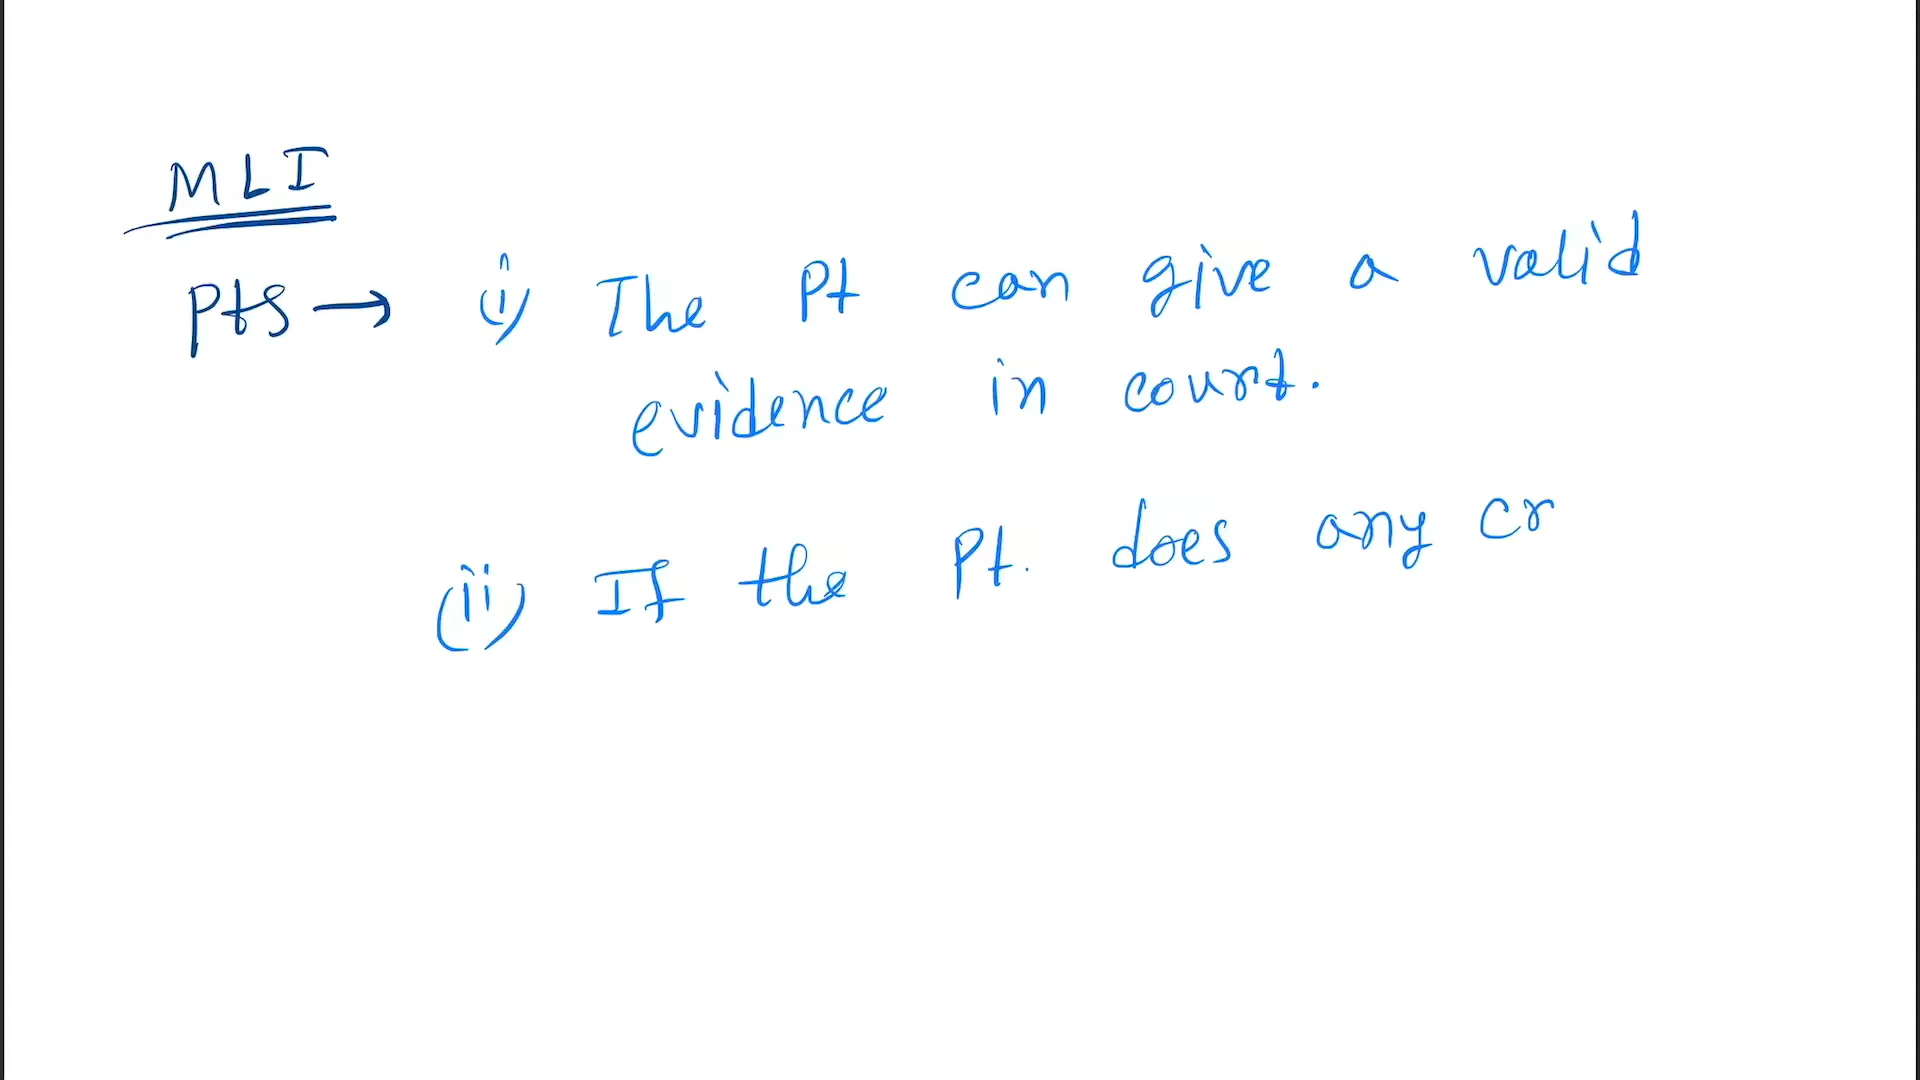 MLI
Pts → (i) The Pt can give a valid
evidence in court.
(ii) If the Pt. does any cr